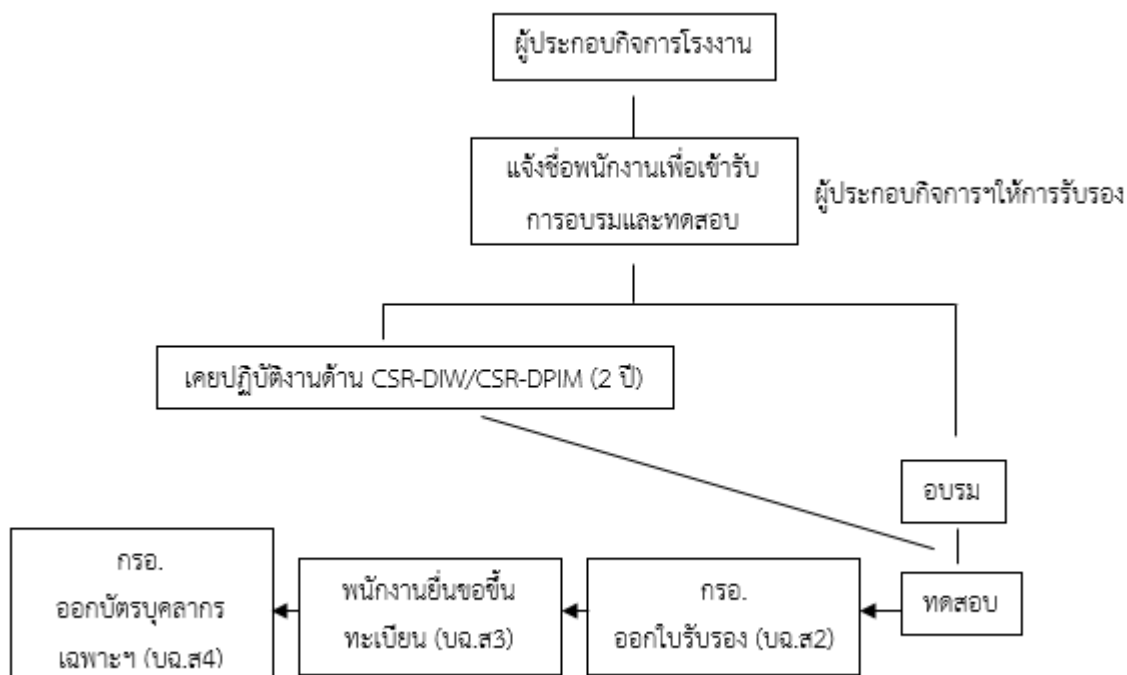 ผู้ประกอบกิจการโรงงาน
แจ้งชื่อพนักงานเพื่อเข้ารับ
การอบรมและทดสอบ
ผู้ประกอบกิจการฯให้การรับรอง
เคยปฏิบัติงานด้าน CSR-DIW/CSR-DPIM (2 ปี)
อบรม
ทดสอบ
กรอ.
ออกใบรับรอง (บฉ.ส2)
พนักงานยื่นขอขึ้น
ทะเบียน (บฉ.ส3)
กรอ.
ออกบัตรบุคลากร
เฉพาะฯ (บฉ.ส4)